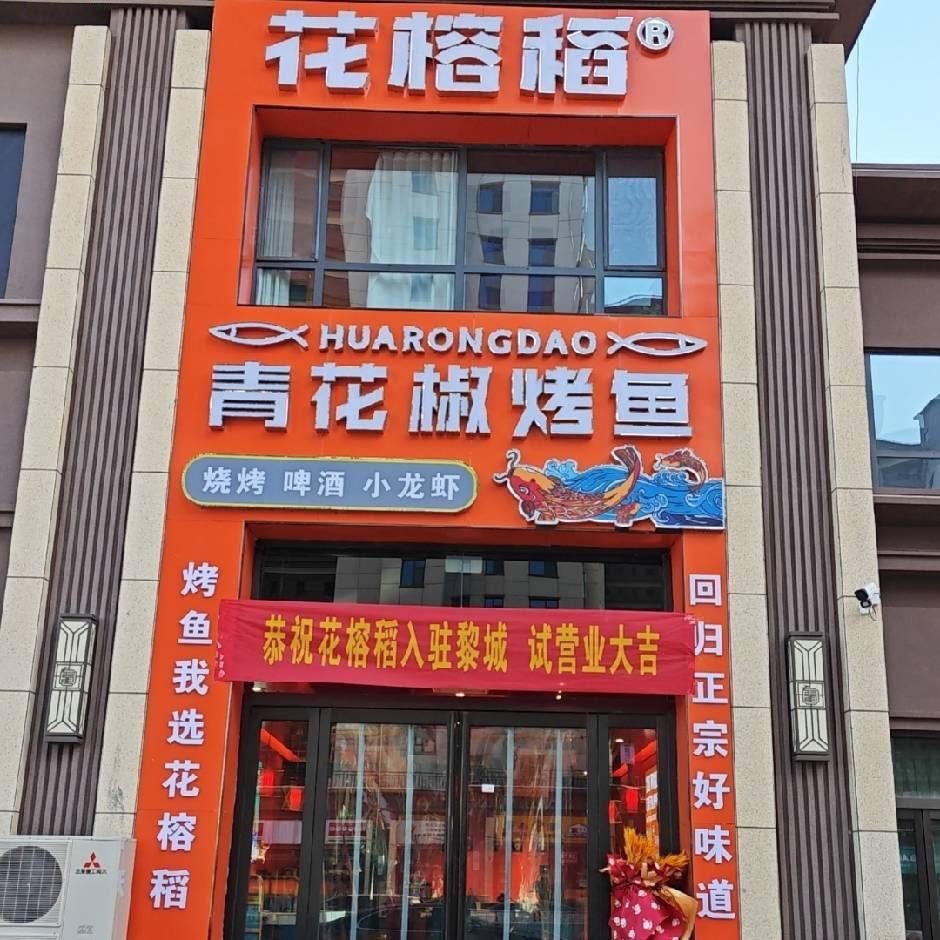 花榕稻®
HUARONGDAO
青花椒烤鱼
烧烤 啤酒 小龙虾
烤鱼我选花榕稻
恭祝花榕稻入驻黎城 试营业大吉
回归正宗好味道